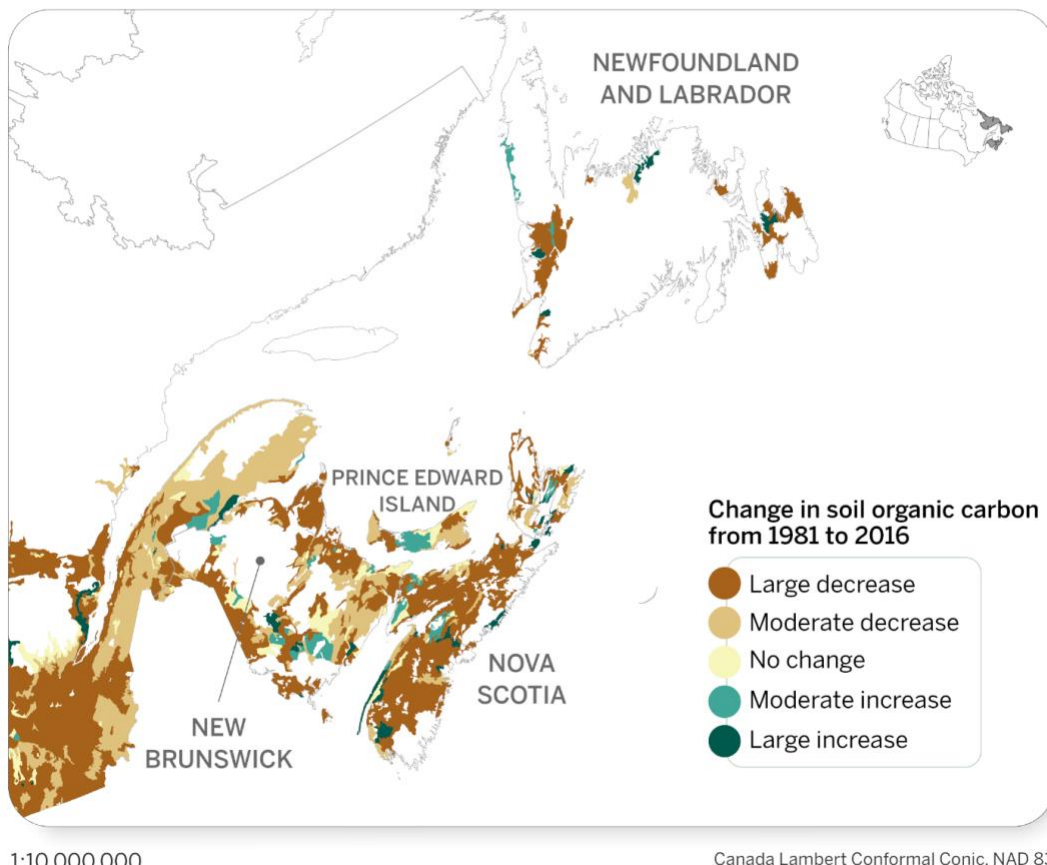 NEWFOUNDLAND
AND LABRADOR
PRINCE EDWARD
ISLAND
NOVA
SCOTIA
NEW
BRUNSWICK
Change in soil organic carbon
from 1981 to 2016
Large decrease
Moderate decrease
No change
Moderate increase
Large increase
1:10,000,000
Canada Lambert Conformal Conic, NAD 83